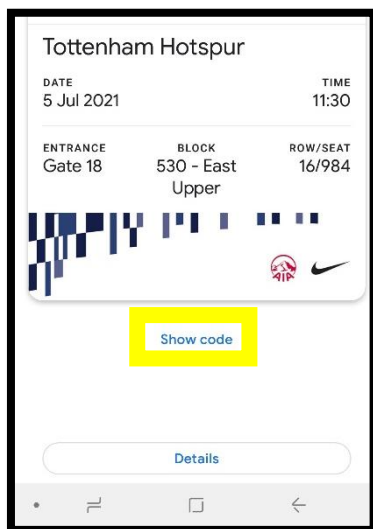 Tottenham Hotspur
DATE TIME
5 Jul 2021 11:30
ENTRANCE BLOCK ROW/SEAT
Gate 18 530 - East 16/984
Upper
AIA
Show code
Details